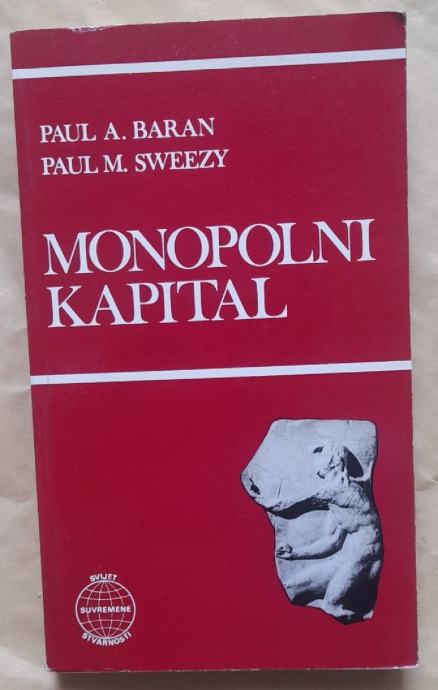 PAUL A. BARAN
PAUL M. SWEEZY
MONOPOLNI
KAPITAL
SVIJET
SUVREMENE
STVARNOSTI